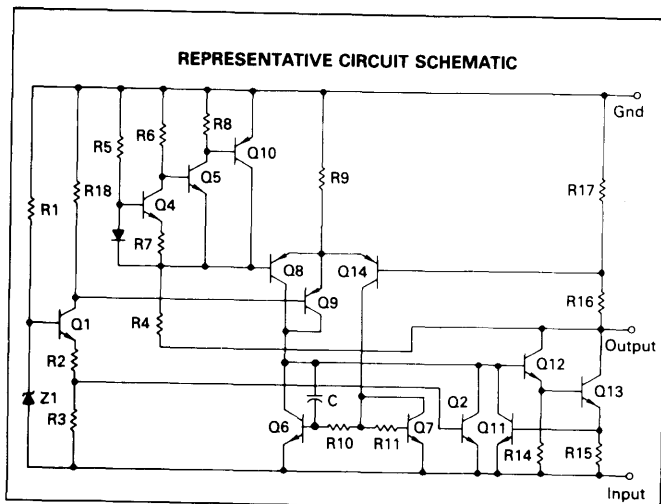 REPRESENTATIVE CIRCUIT SCHEMATIC
Gnd
R6
R8
R5
Q10
R9
R17
R18
Q5
R1
Q4
R7
Q8
Q14
R16
Q9
Q1
R4
Output
R2
Q12
Q13
Z1
R3
C
Q2
Q6
Q7
Q11
R10
R11
R14
R15
Input